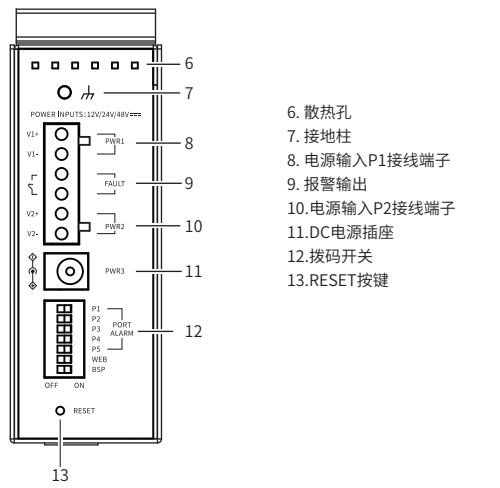 6
7
POWER INPUTS:12V/24V/48V
V1+
PWR1
8
V1-
FAULT
9
V2+
PWR2
10
V2-
PWR3
11
P1
P2
PORT
P3
ALARM
12
P4
P5
WEB
BSP
OFF ON
RESET
13
6. 散热孔
7. 接地柱
8. 电源输入P1接线端子
9. 报警输出
10.电源输入P2接线端子
11.DC电源插座
12.拨码开关
13.RESET按键